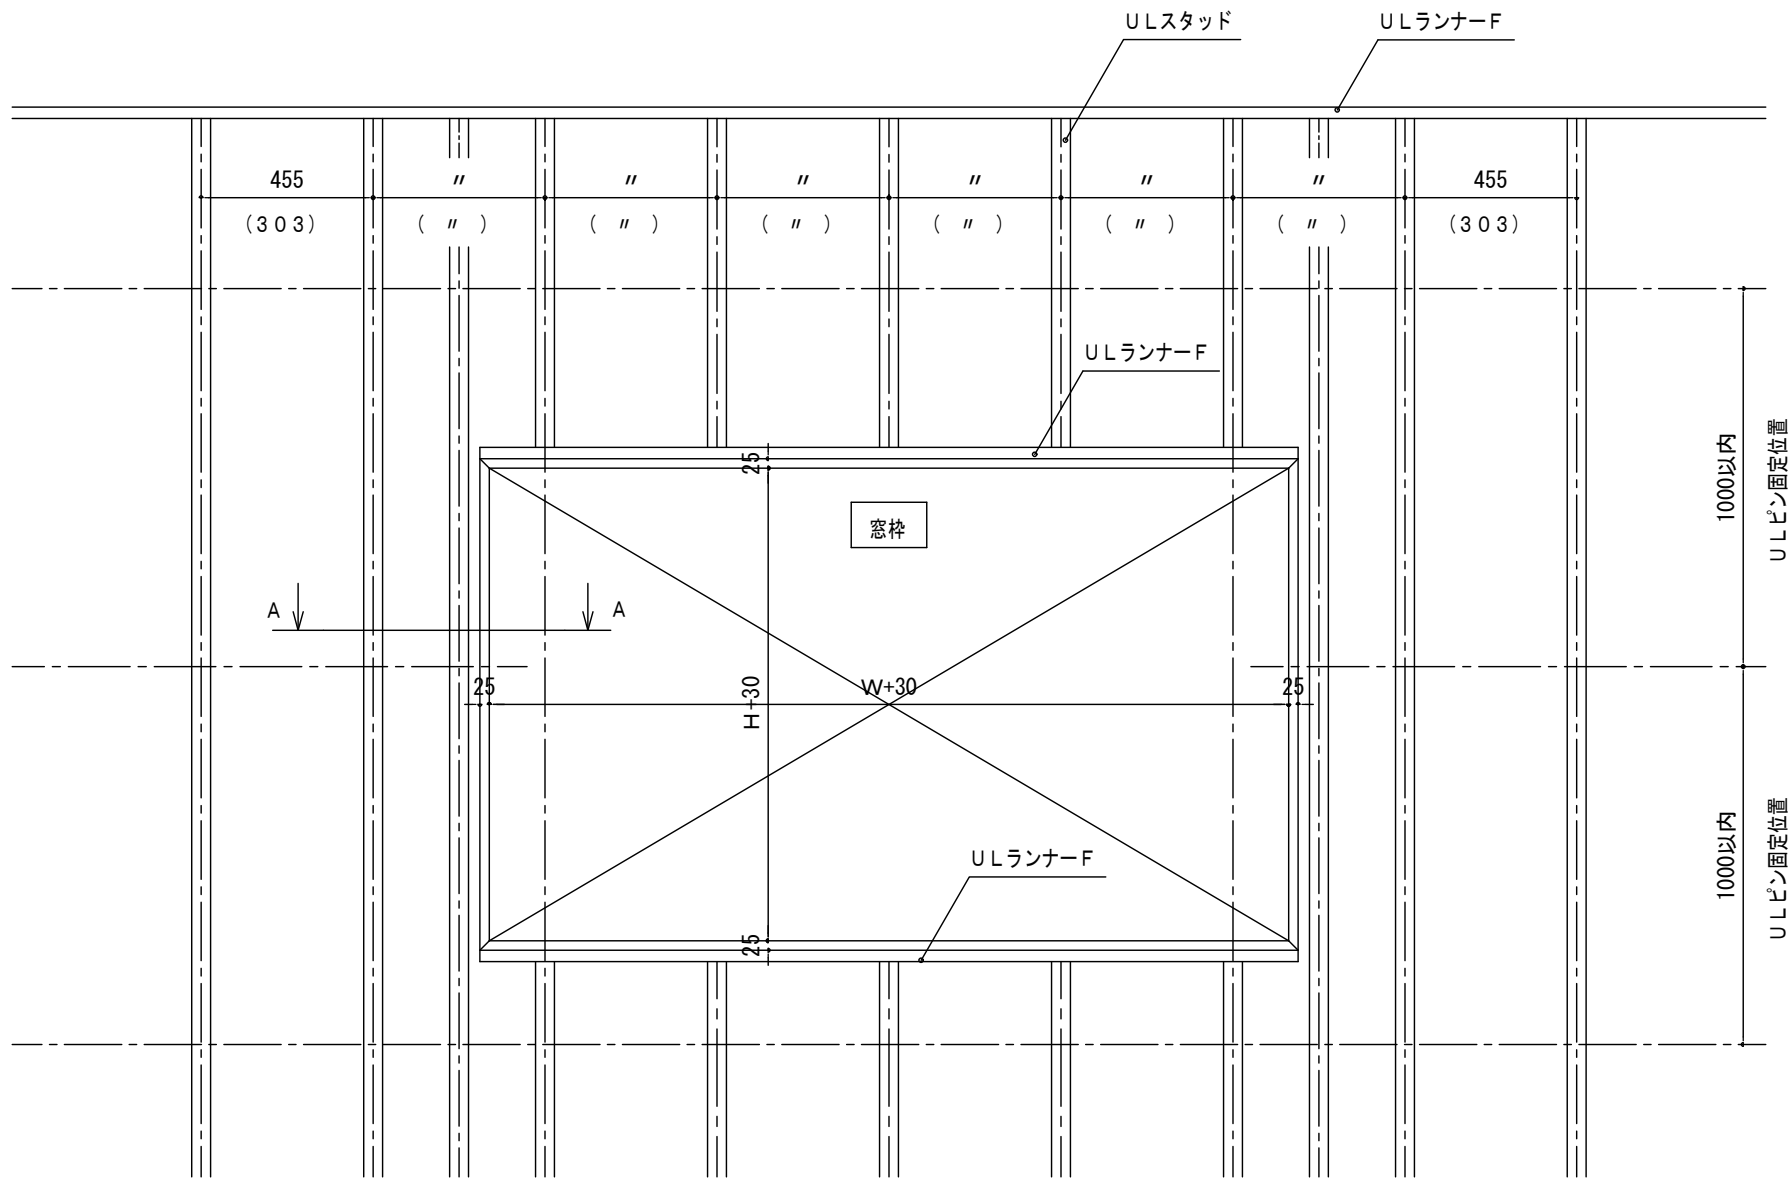 ULスタッド
ULランナーF
455
〃
〃
〃
〃
〃
〃
455
(303)
( 〃 )
( 〃 )
( 〃 )
( 〃 )
( 〃 )
( 〃 )
(303)
ULランナーF
25
窓枠
1000以内
ULピン固定位置
A
A
25
H+30
W+30
25
ULランナーF
25
1000以内
ULピン固定位置